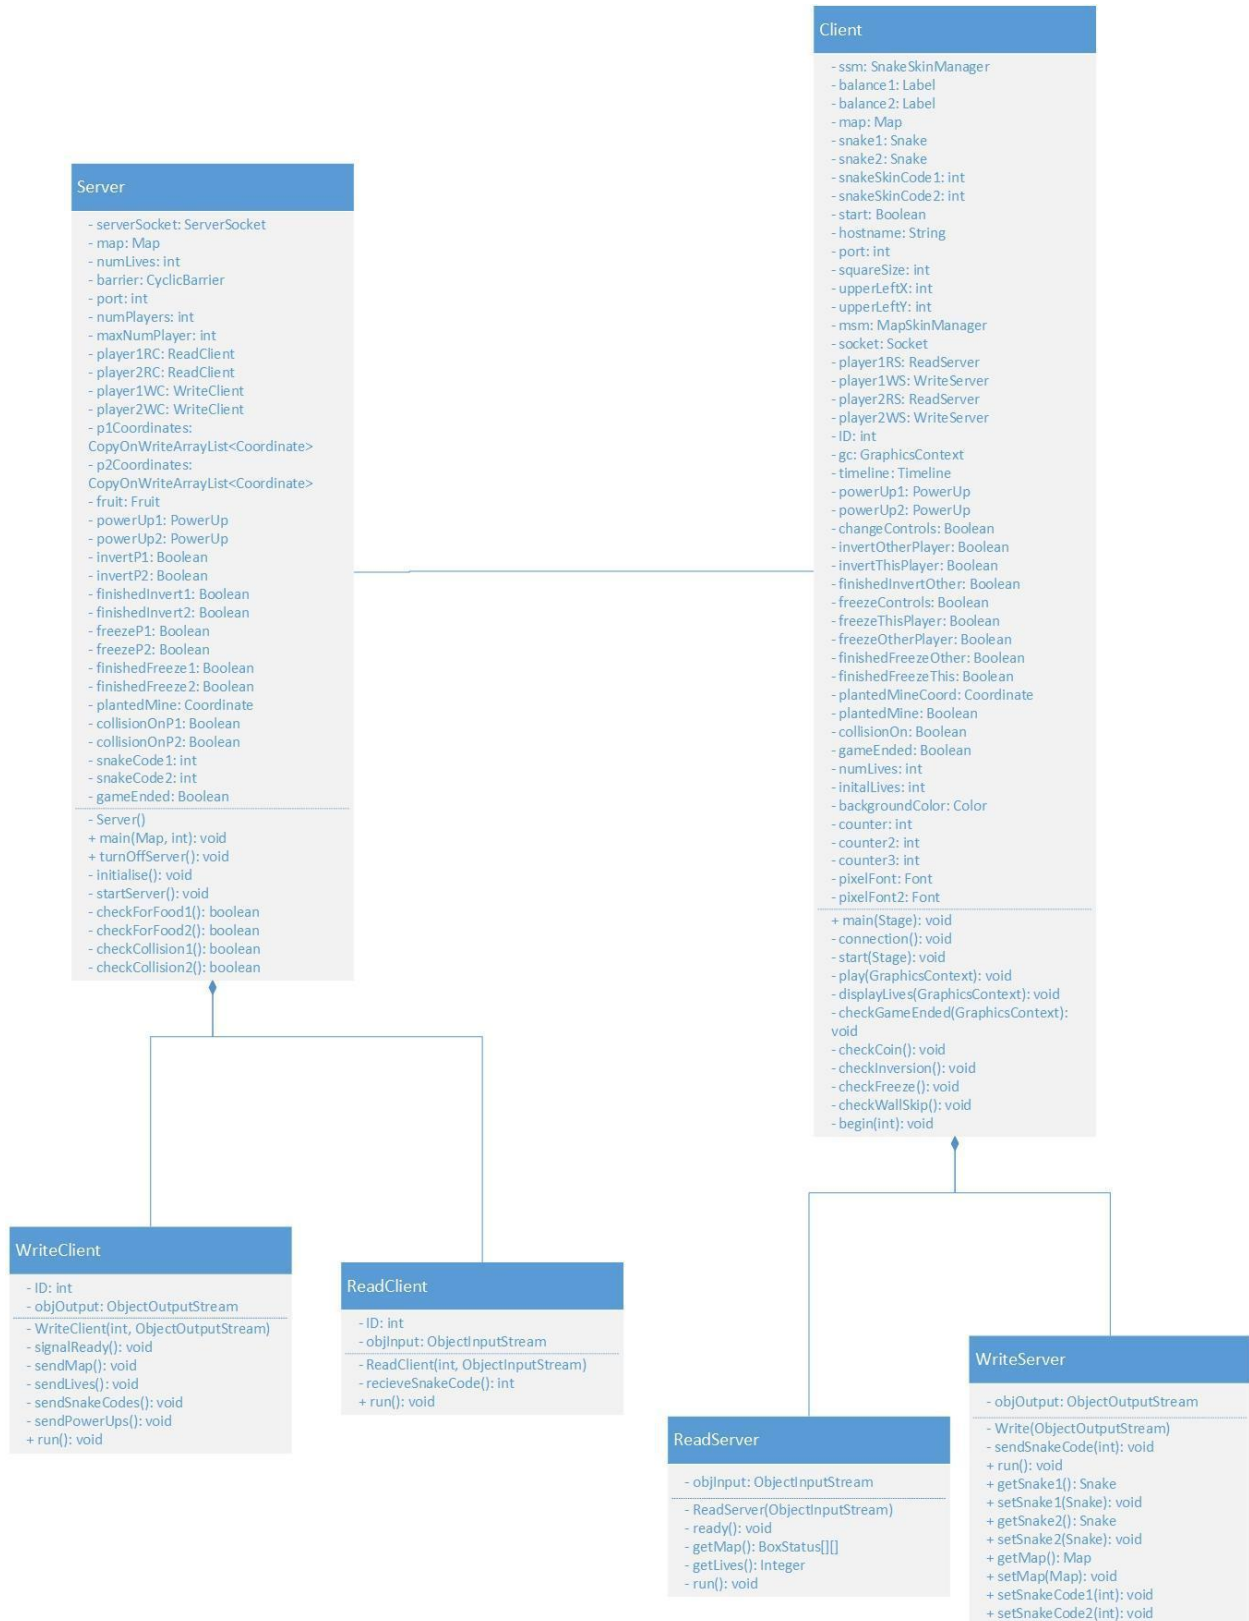 Client
- ssm: SnakeSkinManager
- balance1: Label
- balance2: Label
- map: Map
- snake1: Snake
- snake2: Snake
- snakeSkinCode1: int
- snakeSkinCode2: int
- start: Boolean
- hostname: String
- port: int
- squareSize: int
- upperLeftX: int
- upperLeftY: int
- msm: MapSkinManager
- socket: Socket
- player1RS: ReadServer
- player1WS: WriteServer
- player2RS: ReadServer
- player2WS: WriteServer
- ID: int
- gc: GraphicsContext
- timeline: Timeline
- powerUp1: PowerUp
- powerUp2: PowerUp
- changeControls: Boolean
- invertOtherPlayer: Boolean
- invertThisPlayer: Boolean
- finishedInvertOther: Boolean
- freezeControls: Boolean
- freezeThisPlayer: Boolean
- freezeOtherPlayer: Boolean
- finishedFreezeOther: Boolean
- finishedFreezeThis: Boolean
- plantedMineCoord: Coordinate
- plantedMine: Boolean
- collisionOn: Boolean
- gameEnded: Boolean
- numLives: int
- initalLives: int
- backgroundColor: Color
- counter: int
- counter2: int
- counter3: int
- pixelFont: Font
- pixelFont2: Font
+ main(Stage): void
- connection(): void
- start(Stage): void
- play(GraphicsContext): void
- displayLives(GraphicsContext): void
- checkGameEnded(GraphicsContext):
void
- checkCoin(): void
- checkInversion(): void
- checkFreeze(): void
- checkWallSkip(): void
- begin(int): void
Server
- serverSocket: ServerSocket
- map: Map
- numLives: int
- barrier: CyclicBarrier
- port: int
- numPlayers: int
- maxNumPlayer: int
- player1RC: ReadClient
- player2RC: ReadClient
- player1WC: WriteClient
- player2WC: WriteClient
- p1Coordinates:
CopyOnWriteArrayList<Coordinate>
- p2Coordinates:
CopyOnWriteArrayList<Coordinate>
- fruit: Fruit
- powerUp1: PowerUp
- powerUp2: PowerUp
- invertP1: Boolean
- invertP2: Boolean
- finishedInvert1: Boolean
- finishedInvert2: Boolean
- freezeP1: Boolean
- freezeP2: Boolean
- finishedFreeze1: Boolean
- finishedFreeze2: Boolean
- plantedMine: Coordinate
- collisionOnP1: Boolean
- collisionOnP2: Boolean
- snakeCode1: int
- snakeCode2: int
- gameEnded: Boolean
- Server()
+ main(Map, int): void
+ turnOffServer(): void
- initialise(): void
- startServer(): void
- checkForFood1(): boolean
- checkForFood2(): boolean
- checkCollision1(): boolean
- checkCollision2(): boolean
WriteClient
- ID: int
- objOutput: ObjectOutputStream
- WriteClient(int, ObjectOutputStream)
- signalReady(): void
- sendMap(): void
- sendLives(): void
- sendSnakeCodes(): void
- sendPowerUps(): void
+ run(): void
ReadClient
- ID: int
- objInput: ObjectInputStream
- ReadClient(int, ObjectInputStream)
- recieveSnakeCode(): int
+ run(): void
ReadServer
- objInput: ObjectInputStream
- ReadServer(ObjectInputStream)
- ready(): void
- getMap(): BoxStatus[][]
- getLives(): Integer
- run(): void
WriteServer
- objOutput: ObjectOutputStream
- Write(ObjectOutputStream)
- sendSnakeCode(int): void
+ run(): void
+ getSnake1(): Snake
+ setSnake1(Snake): void
+ getSnake2(): Snake
+ setSnake2(Snake): void
+ getMap(): Map
+ setMap(Map): void
+ setSnakeCode1(int): void
+ setSnakeCode2(int): void